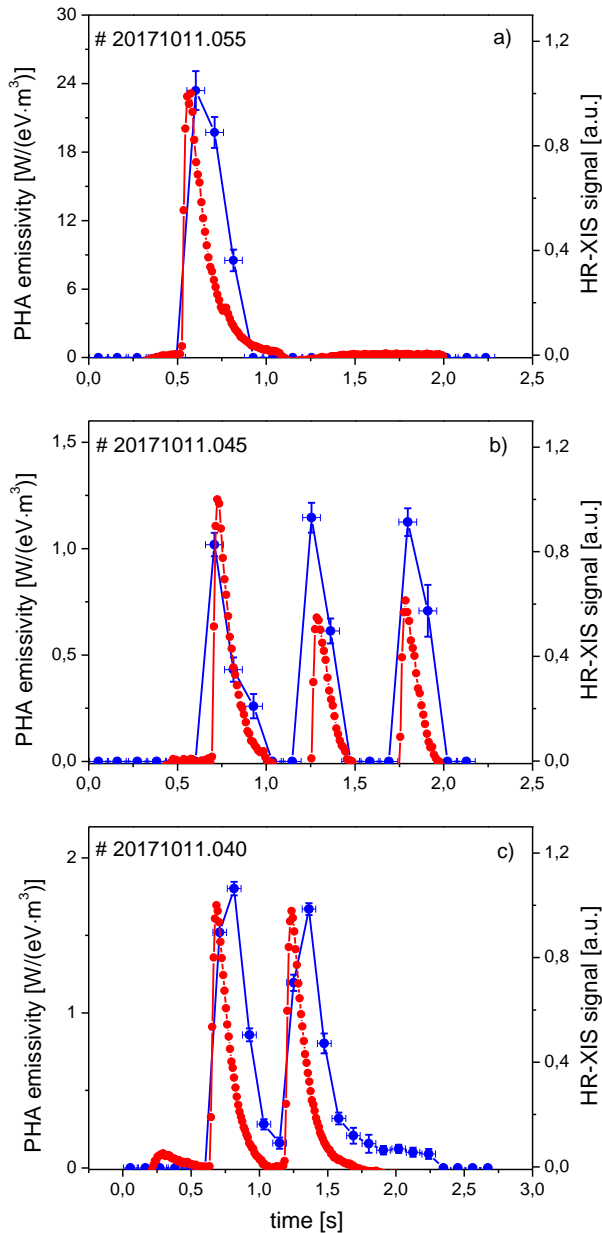 # 20171011.055
a)
PHA emissivity [W/(eV·m³)]
30
24
18
12
6
0
HR-XIS signal [a.u.]
1,2
0,8
0,4
0,0
0,0 0,5 1,0 1,5 2,0 2,5
# 20171011.045
b)
PHA emissivity [W/(eV·m³)]
1,5
1,0
0,5
0,0
HR-XIS signal [a.u.]
1,2
0,8
0,4
0,0
0,0 0,5 1,0 1,5 2,0 2,5
# 20171011.040
c)
PHA emissivity [W/(eV·m³)]
2
1
0
HR-XIS signal [a.u.]
1,2
0,8
0,4
0,0
0,0 0,5 1,0 1,5 2,0 2,5 3,0
time [s]